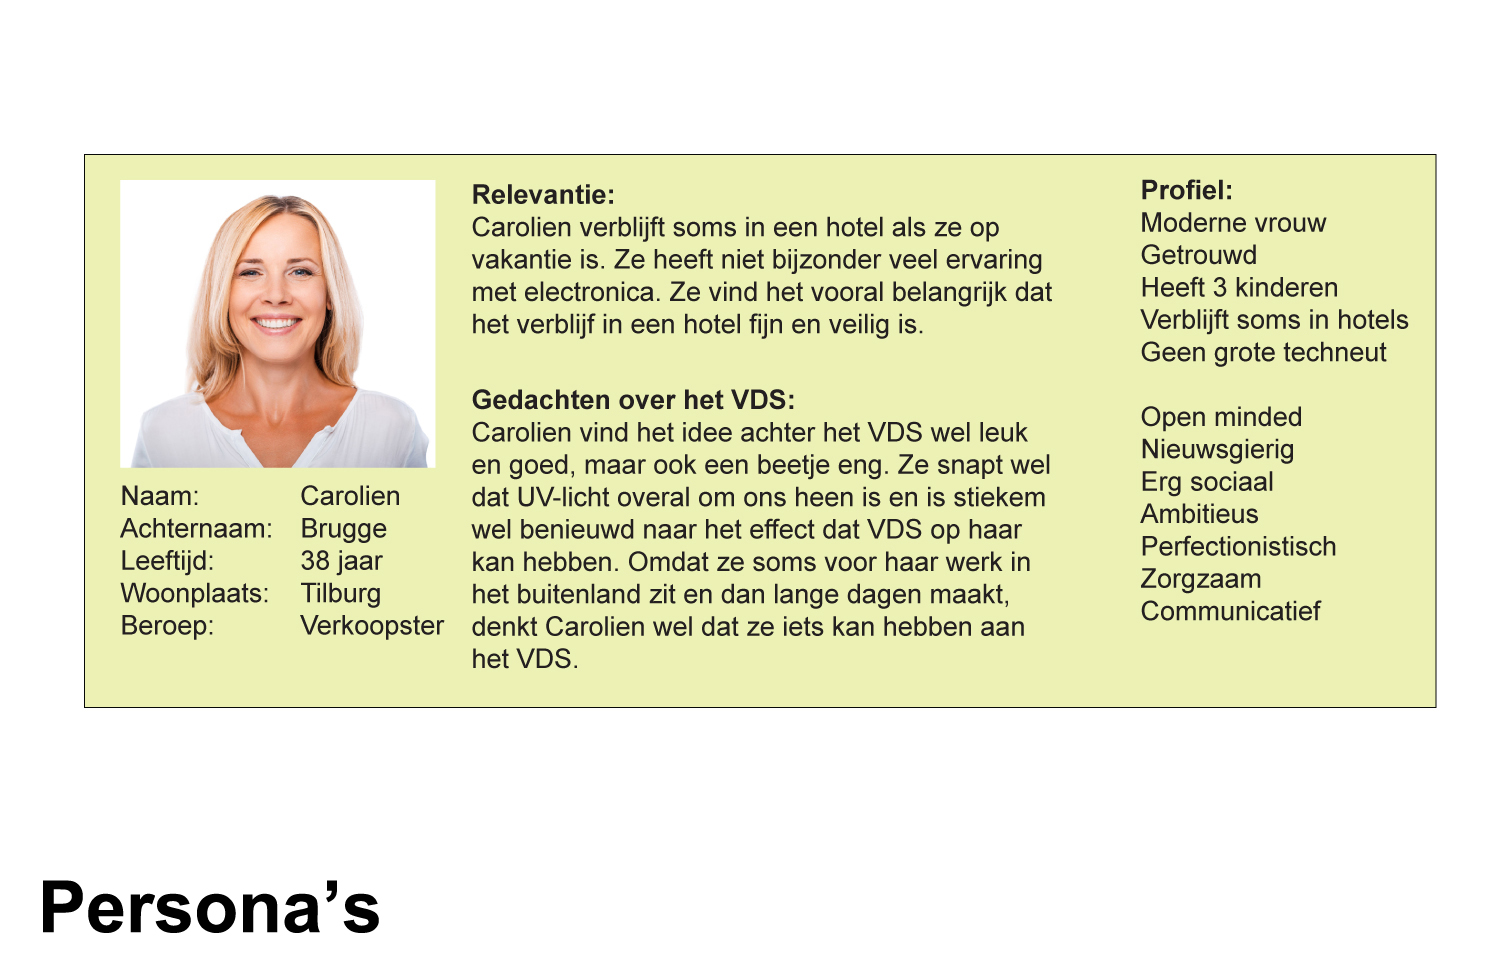 Naam: Carolien
Achternaam: Brugge
Leeftijd: 38 jaar
Woonplaats: Tilburg
Beroep: Verkoopster
Relevantie:
Carolien verblijft soms in een hotel als ze op
vakantie is. Ze heeft niet bijzonder veel ervaring
met electronica. Ze vind het vooral belangrijk dat
het verblijf in een hotel fijn en veilig is.
Gedachten over het VDS:
Carolien vind het idee achter het VDS wel leuk
en goed, maar ook een beetje eng. Ze snapt wel
dat UV-licht overal om ons heen is en is stiekem
wel benieuwd naar het effect dat VDS op haar
kan hebben. Omdat ze soms voor haar werk in
het buitenland zit en dan lange dagen maakt,
denkt Carolien wel dat ze iets kan hebben aan
het VDS.
Profiel:
Moderne vrouw
Getrouwd
Heeft 3 kinderen
Verblijft soms in hotels
Geen grote techneut
Open minded
Nieuwsgierig
Erg sociaal
Ambitieus
Perfectionistisch
Zorgzaam
Communicatief
Persona’s